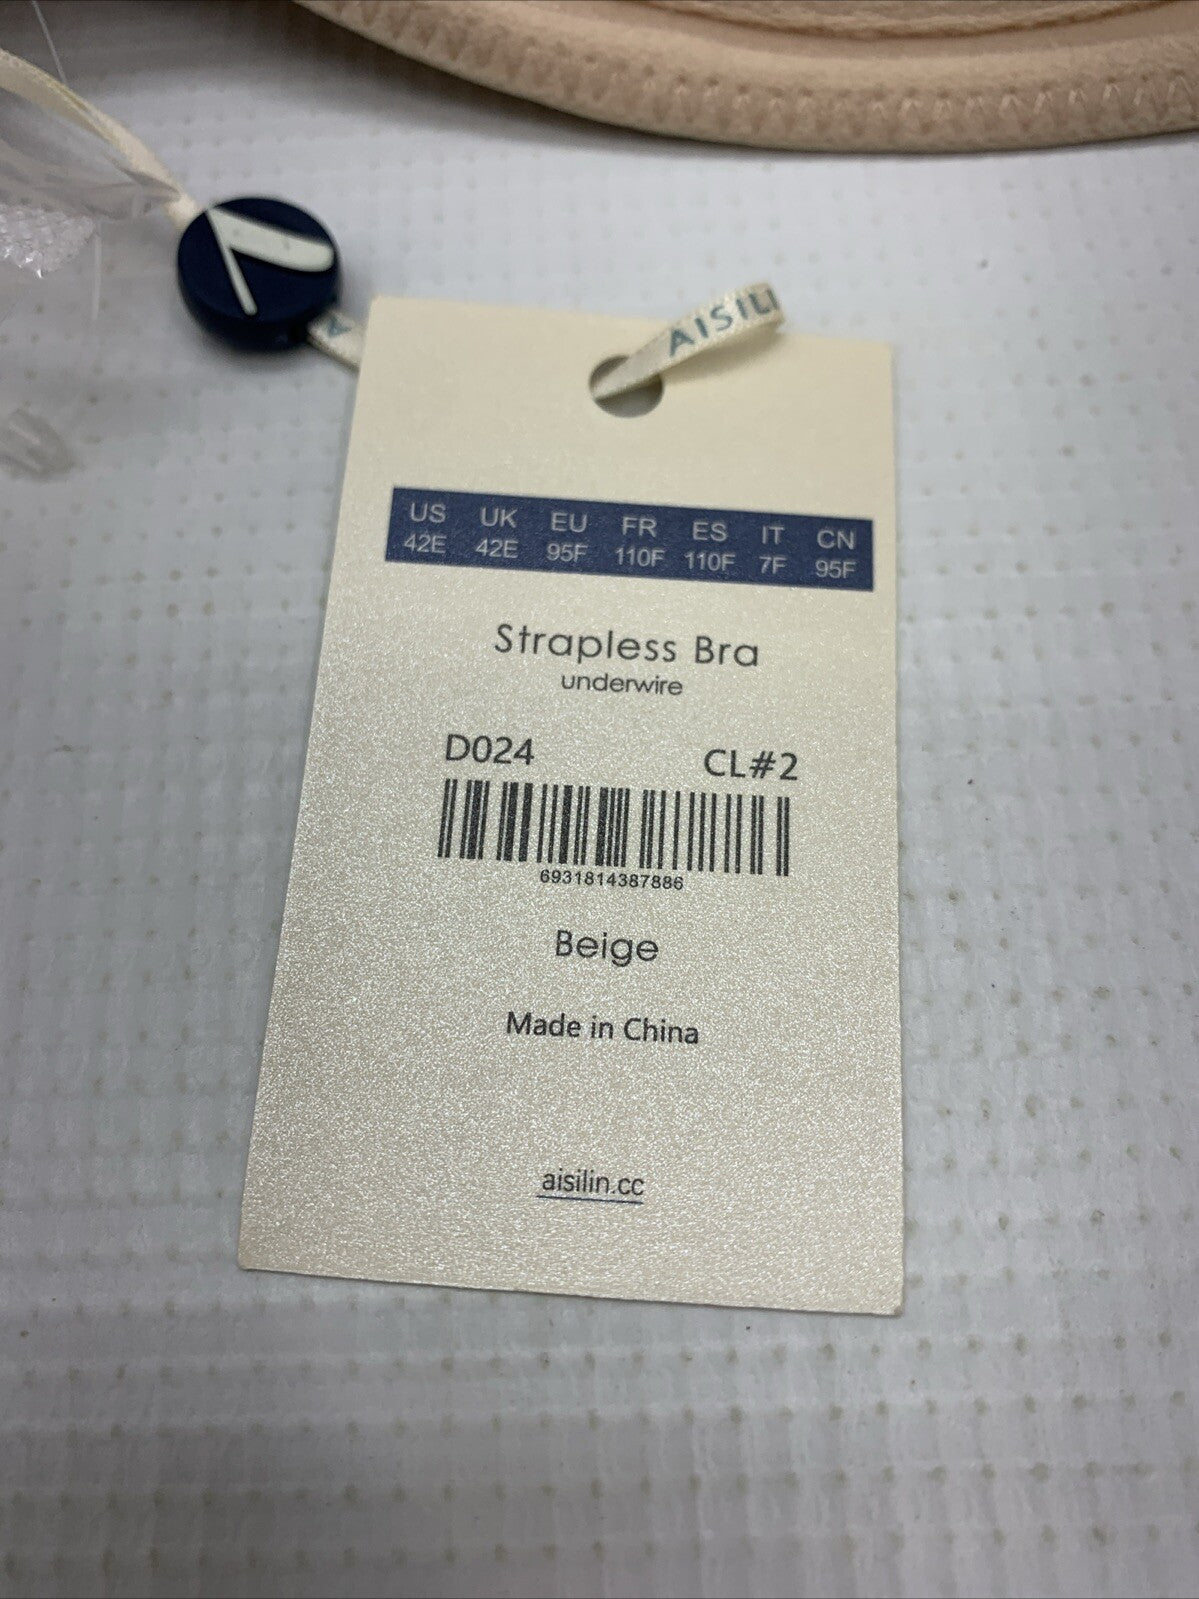 AISILI
US UK EU FR ES IT CN
42E 42E 95F 110F 110F 7F 95F
Strapless Bra
underwire
D024 CL#2
6931814387886
Beige
Made in China
aisilin.cc